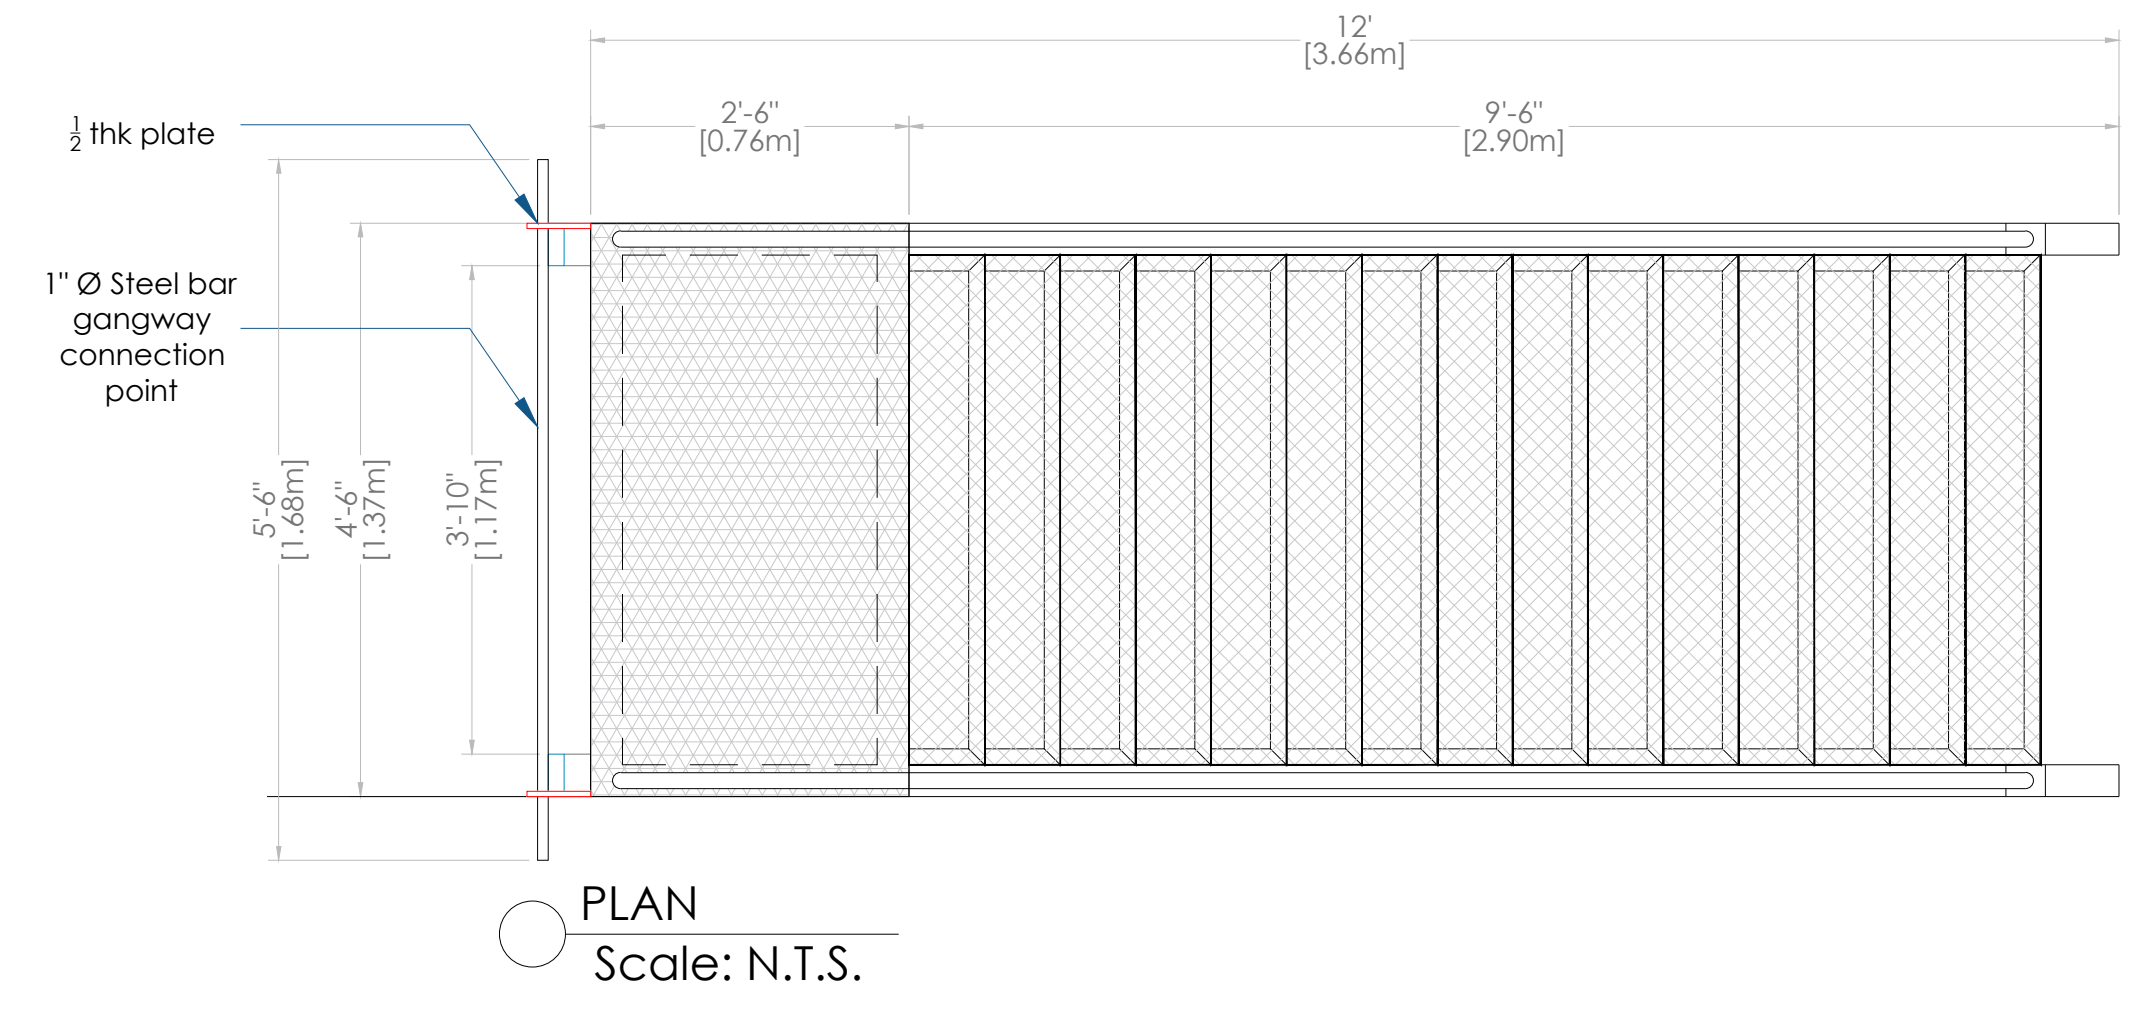 12'
[3.66m]
2'-6"
[0.76m]
9'-6"
[2.90m]
1/2 thk plate
1" Ø Steel bar
gangway
connection
point
5'-6"
[1.68m]
4'-6"
[1.37m]
3'-10"
[1.17m]
PLAN
Scale: N.T.S.